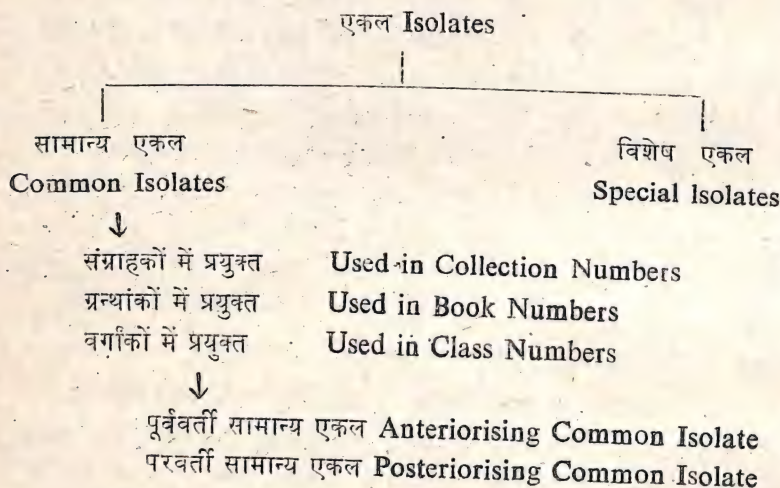 एकल Isolates
सामान्य एकल
Common Isolates
विशेष एकल
Special Isolates
संग्राहकों में प्रयुक्त Used in Collection Numbers
ग्रन्थांकों में प्रयुक्त Used in Book Numbers
वर्गांकों में प्रयुक्त Used in Class Numbers
पूर्ववर्ती सामान्य एकल Anteriorising Common Isolate
परवर्ती सामान्य एकल Posteriorising Common Isolate